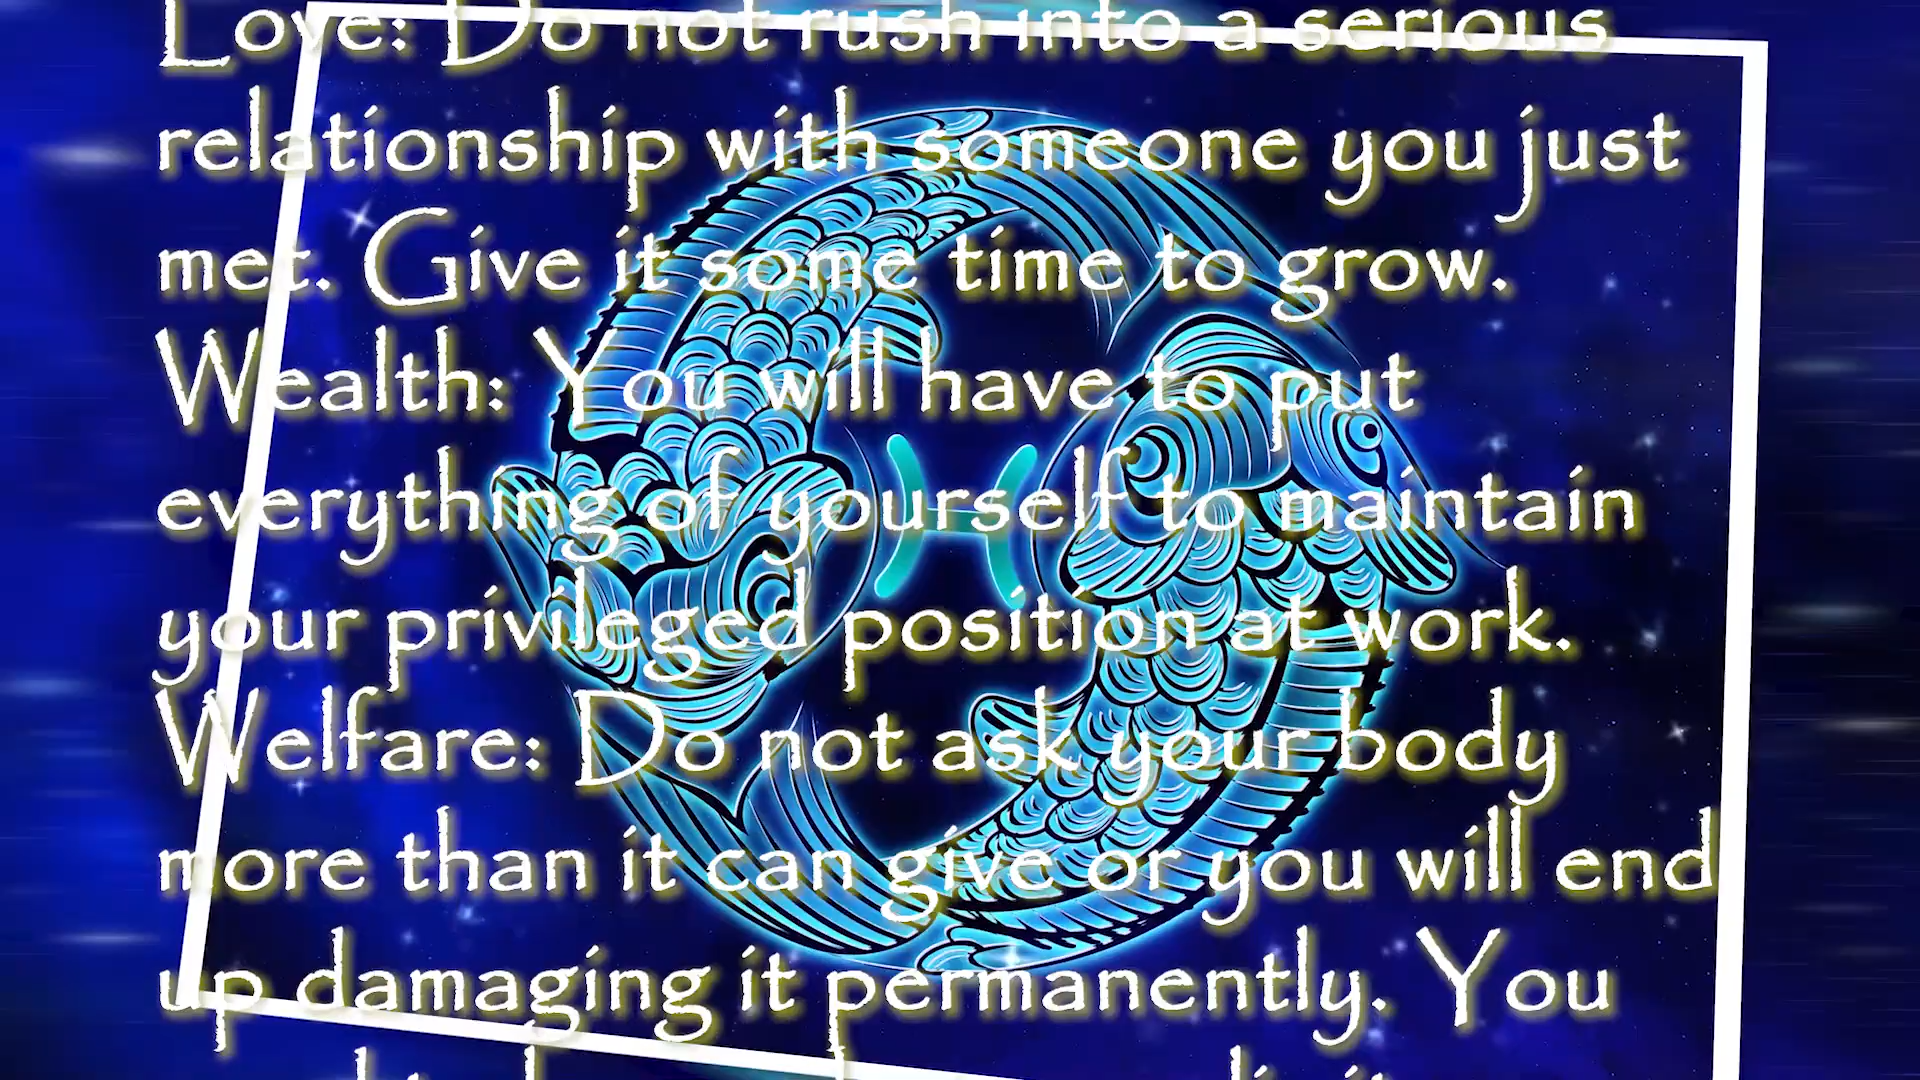 Love: Do not rush into a serious
relationship with someone you just
met. Give it some time to grow.
Wealth: You will have to put
everything of yourself to maintain
your privileged position at work.
Welfare: Do not ask your body
more than it can give or you will end
up damaging it permanently. You